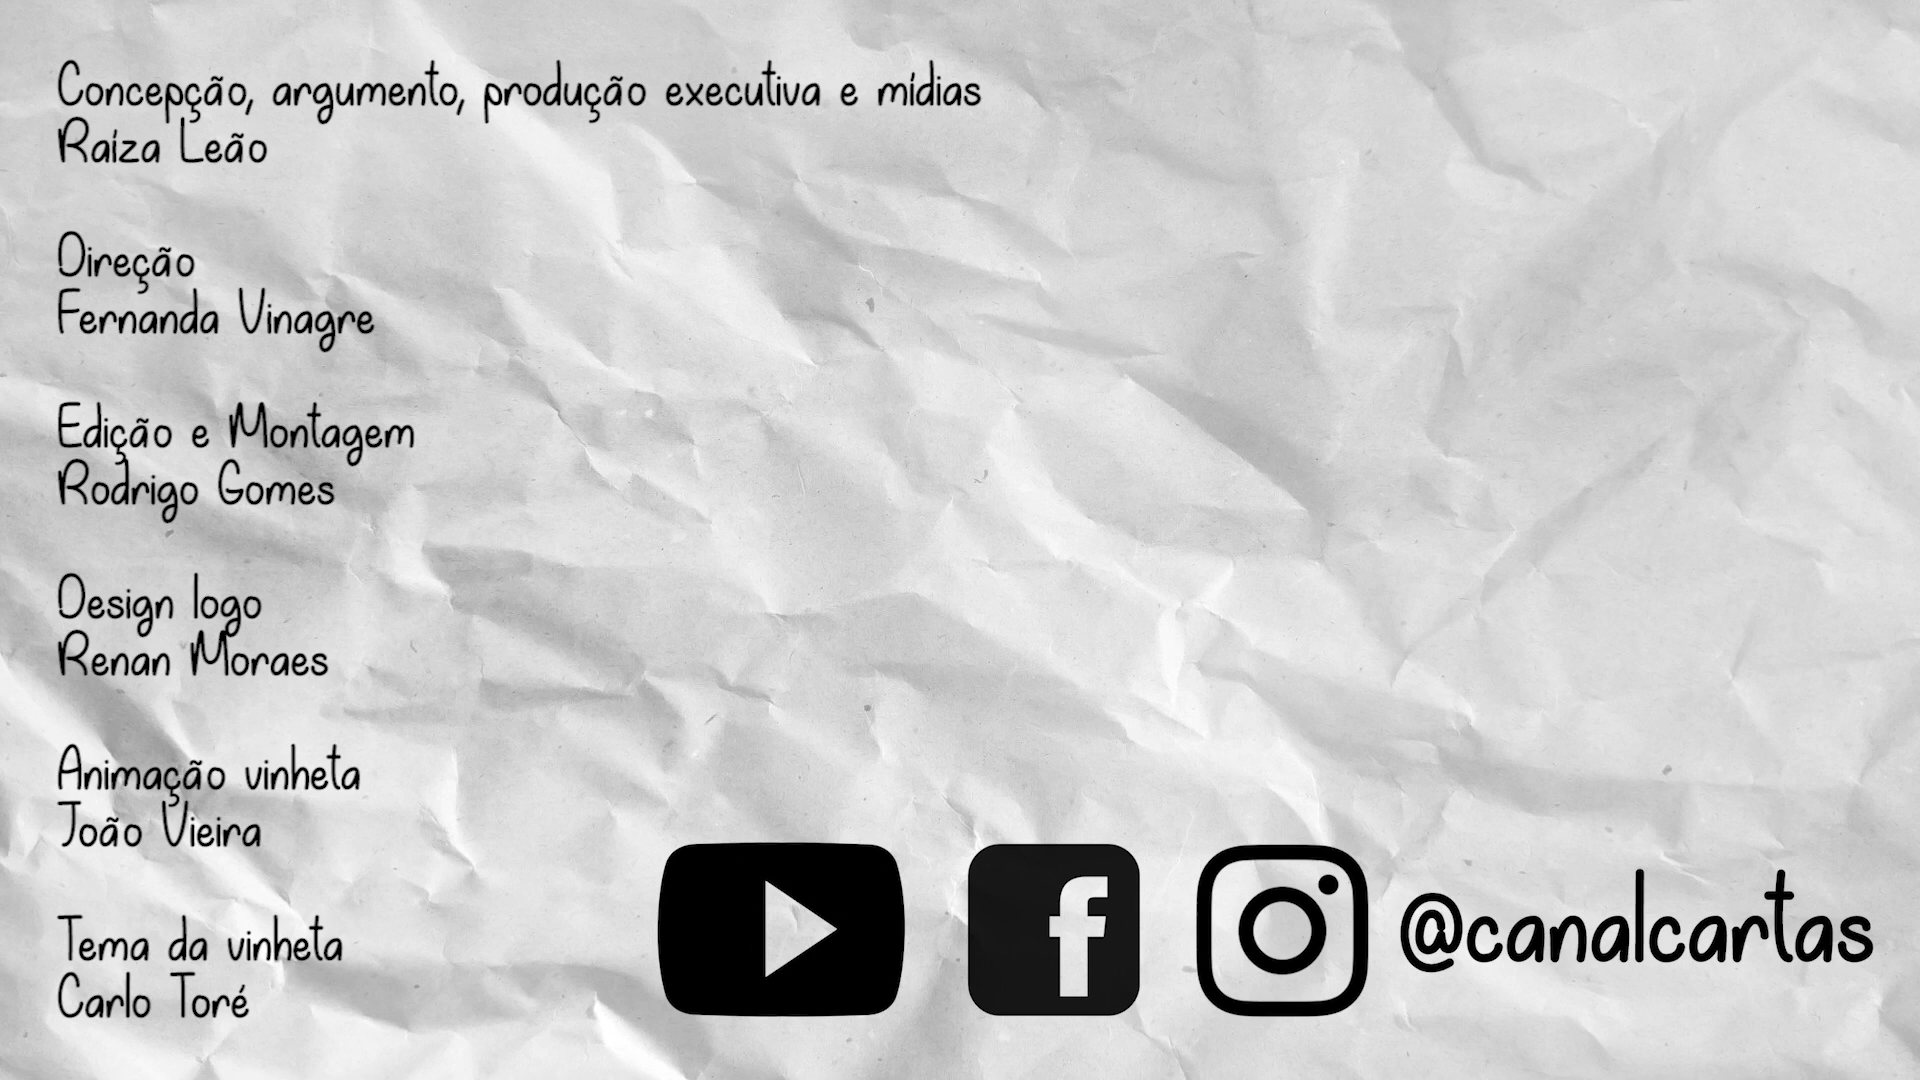 Concepção, argumento, produção executiva e mídias
Raíza Leão
Direção
Fernanda Vinagre
Edição e Montagem
Rodrigo Gomes
Design logo
Renan Moraes
Animação vinheta
João Vieira
Tema da vinheta
Carlo Toré
@canalcartas